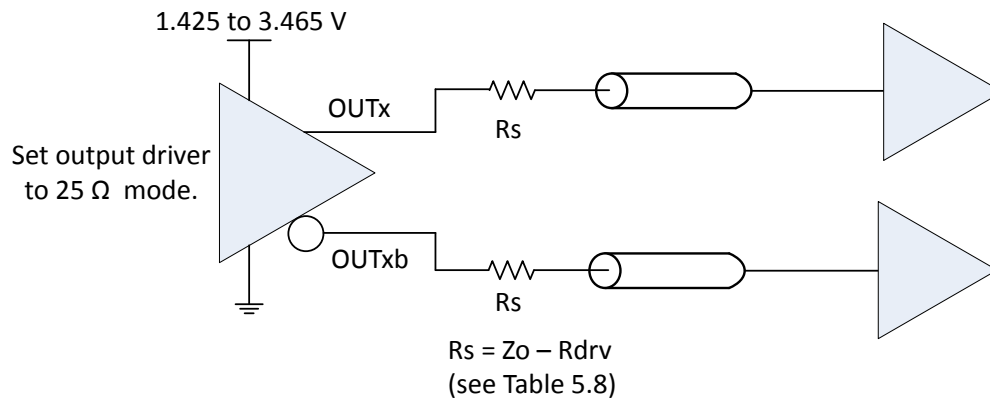 1.425 to 3.465 V
OUTx
Rs
Set output driver
to 25 Ω mode.
OUTxb
Rs
Rs = Zo – Rdrv
(see Table 5.8)